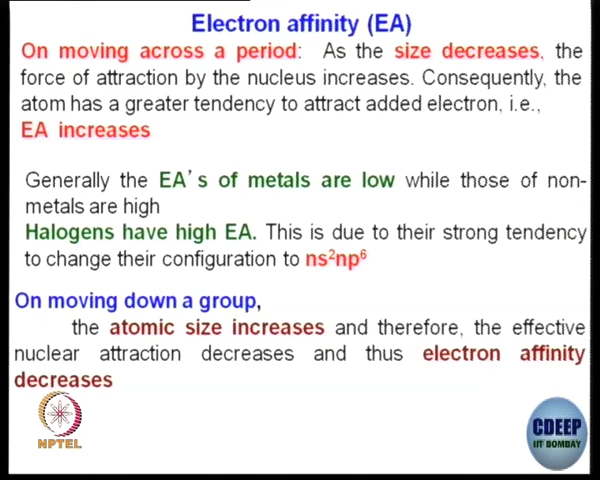 Electron affinity (EA)
On moving across a period: As the size decreases, the
force of attraction by the nucleus increases. Consequently, the
atom has a greater tendency to attract added electron, i.e.,
EA increases
Generally the EA's of metals are low while those of non-
metals are high
Halogens have high EA. This is due to their strong tendency
to change their configuration to ns²np⁶
On moving down a group,
the atomic size increases and therefore, the effective
nuclear attraction decreases and thus electron affinity
decreases
NPTEL
CDEEP
IIT BOMBAY